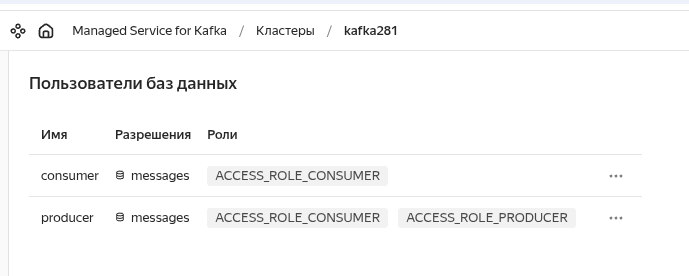 Managed Service for Kafka / Кластеры / kafka281
Пользователи баз данных
Имя Разрешения Роли
consumer messages ACCESS_ROLE_CONSUMER
producer messages ACCESS_ROLE_CONSUMER ACCESS_ROLE_PRODUCER